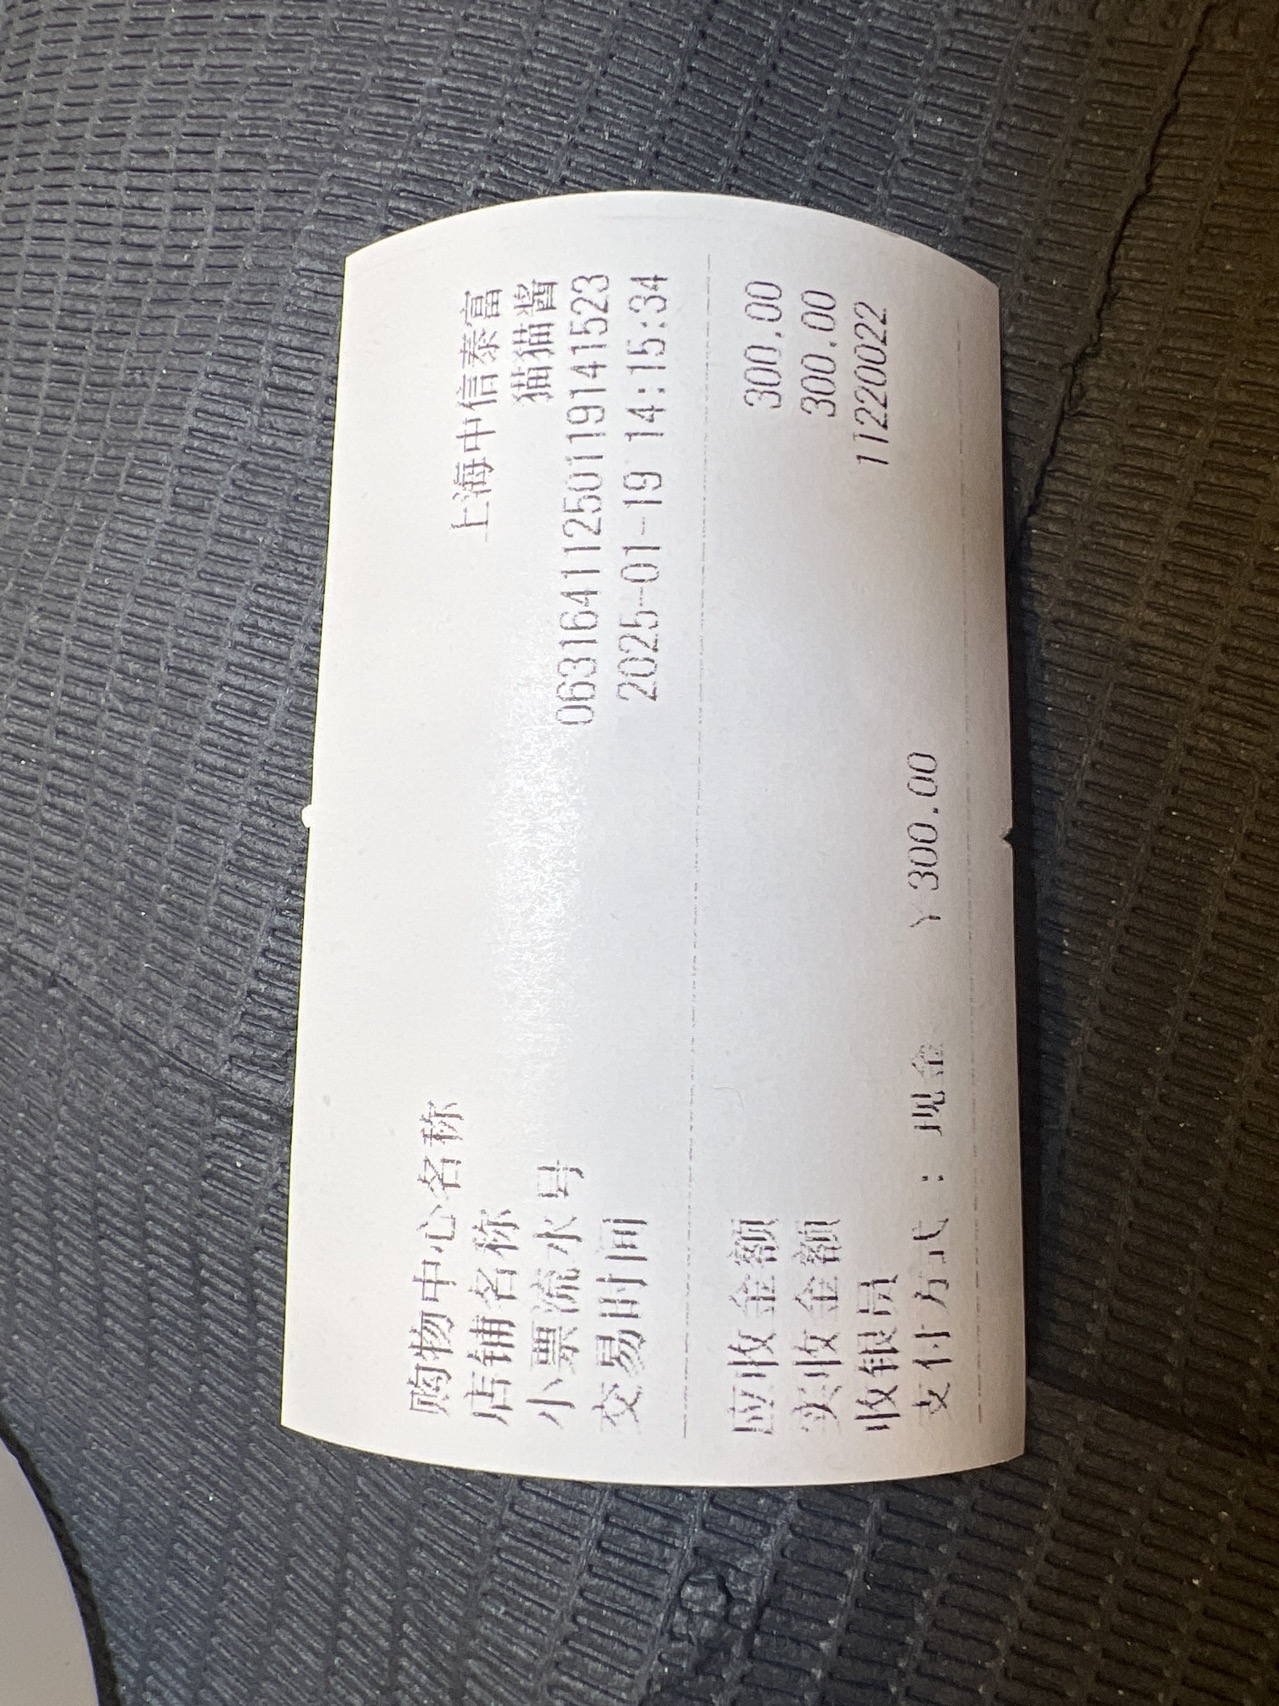 购物中心名称 上海中信泰富
店铺名称 猫猫酱
小票流水号 06316411250119141523
交易时间 2025-01-19 14:15:34
应收金额 300.00
实收金额 300.00
收银员 11220022
支付方式：现金 ￥300.00